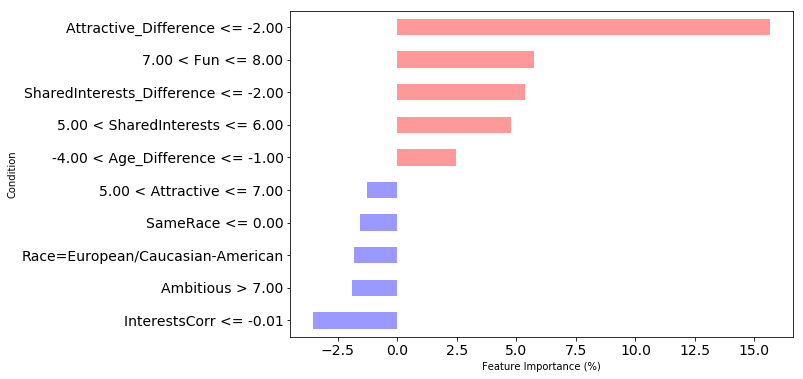 Attractive_Difference <= -2.00
7.00 < Fun <= 8.00
SharedInterests_Difference <= -2.00
5.00 < SharedInterests <= 6.00
-4.00 < Age_Difference <= -1.00
5.00 < Attractive <= 7.00
SameRace <= 0.00
Race=European/Caucasian-American
Ambitious > 7.00
InterestsCorr <= -0.01
Condition
−2.5 0.0 2.5 5.0 7.5 10.0 12.5 15.0
Feature Importance (%)